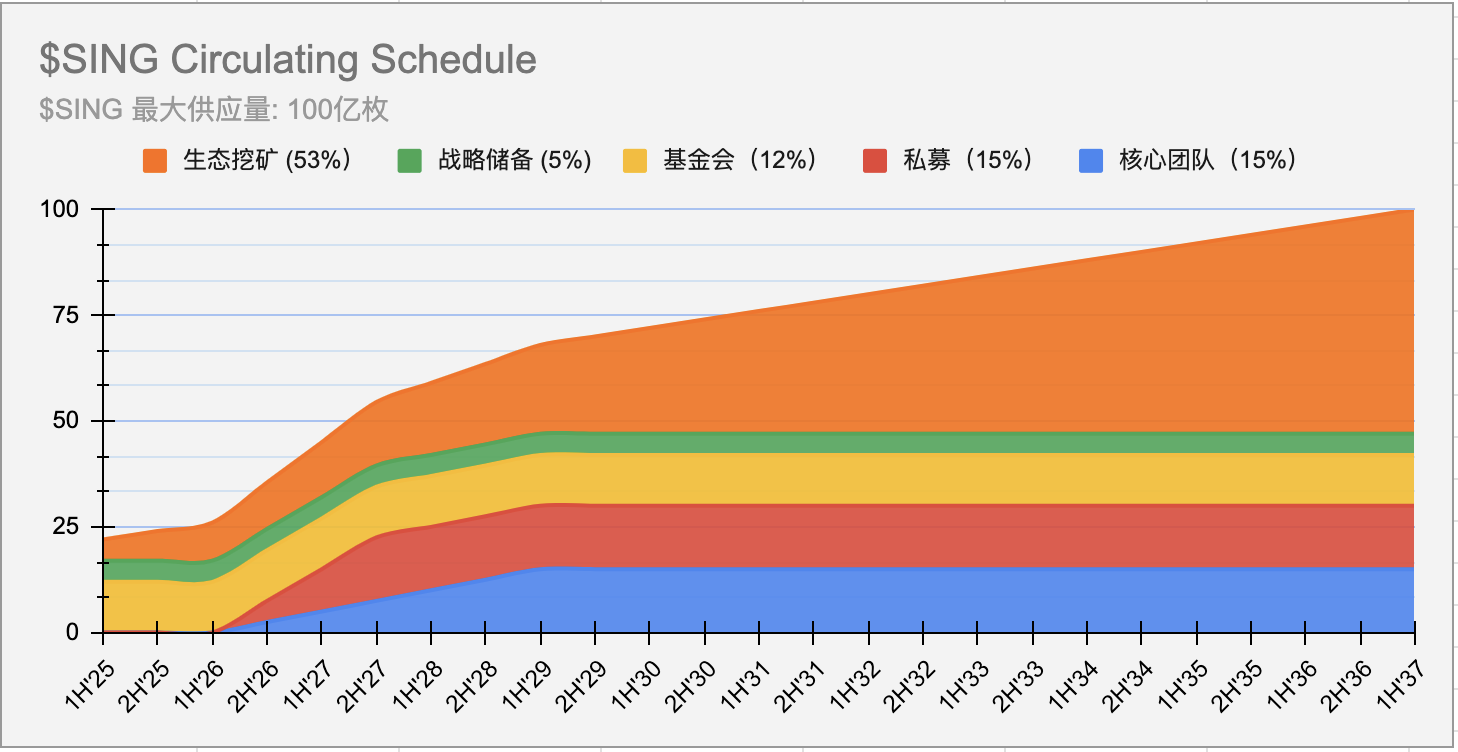 $SING Circulating Schedule
$SING 最大供应量: 100亿枚
生态挖矿 (53%） 战略储备 (5%) 基金会（12%） 私募（15%） 核心团队（15%）
100
75
50
25
0
1H'25 2H'25 1H'26 2H'26 1H'27 2H'27 1H'28 2H'28 1H'29 2H'29 1H'30 2H'30 1H'31 2H'31 1H'32 2H'32 1H'33 2H'33 1H'34 2H'34 1H'35 2H'35 1H'36 2H'36 1H'37